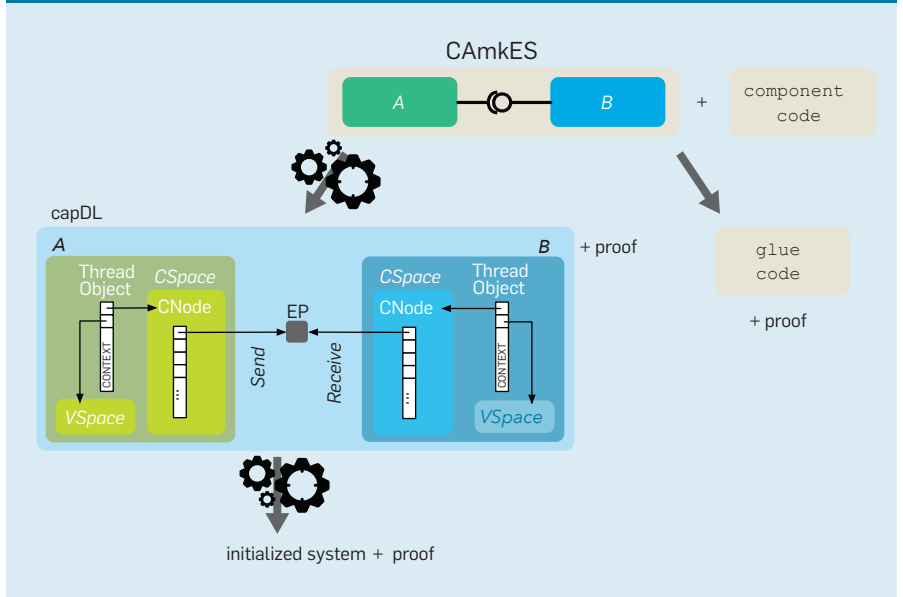 CAmkES
A
B
+
component
code
capDL
A
B
+ proof
Thread
Object
CSpace
CNode
CONTEXT
...
VSpace
EP
Send
Receive
CSpace
CNode
...
Thread
Object
CONTEXT
VSpace
glue
code
+ proof
initialized system + proof